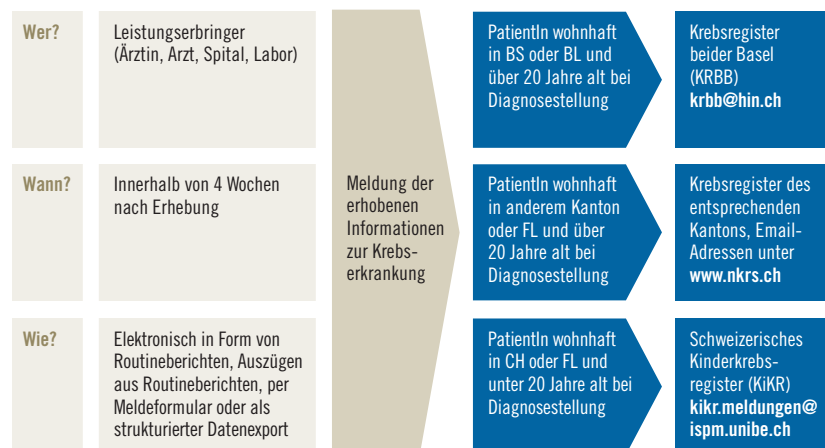 Wer?
Leistungserbringer
(Ärztin, Arzt, Spital, Labor)
Wann?
Innerhalb von 4 Wochen
nach Erhebung
Wie?
Elektronisch in Form von
Routineberichten, Auszügen
aus Routineberichten, per
Meldeformular oder als
strukturierter Datenexport
Meldung der
erhobenen
Informationen
zur Krebs-
erkrankung
PatientIn wohnhaft
in BS oder BL und
über 20 Jahre alt bei
Diagnosestellung
Krebsregister
beider Basel
(KRBB)
krbb@hin.ch
PatientIn wohnhaft
in anderem Kanton
oder FL und über
20 Jahre alt bei
Diagnosestellung
Krebsregister des
entsprechenden
Kantons, Email-
Adressen unter
www.nkrs.ch
PatientIn wohnhaft
in CH oder FL und
unter 20 Jahre alt bei
Diagnosestellung
Schweizerisches
Kinderkrebs-
register (KiKR)
kikr.meldungen@
ispm.unibe.ch